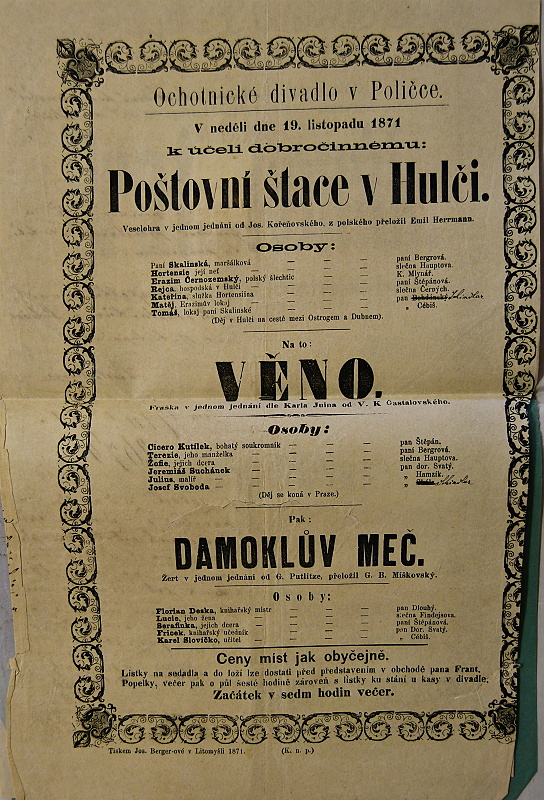 Ochotnické divadlo v Poličce.
V neděli dne 19. listopadu 1871
k účeli dobročinnému:
Poštovní štace v Hulči.
Veselohra v jednom jednání od Jos. Kořeňovského, z polského přeložil Emil Herrmann.
Osoby:
Paní Skalinská, maršálková — — — paní Bergrová.
Hortensie její neť — — — slečna Hauptova.
Erazim Černozemský, polský šlechtic — — — K. Mlynář.
Rejca, hospodská v Hulči — — — paní Štěpánová.
Kateřina, služka Hortensiina — — — slečna Černých.
Matěj, Erazimův lokaj — — — pan Bohdanský Schindler
Tomáš, lokaj paní Skalinské — — — „ Cébiš.
(Děj v Hulči na cestě mezi Ostrogem a Dubnem).
Na to:
VĚNO,
Fraška v jednom jednání dle Karla Juina od V. K Gastalovského.
Osoby:
Cicero Kutílek, bohatý soukromník — — — pan Štěpán.
Terezie, jeho manželka — — — paní Bergrová.
Žofie, jejich dcera — — — slečna Hauptova.
Jeremiáš Suchánek — — — pan dor. Svatý.
Julius, malíř — — — — „ Hamzík.
Josef Svoboda — — — — „ Schindler
(Děj se koná v Praze.)
Pak:
DAMOKLŮV MEČ.
Žert v jednom jednání od G. Putlitze, přeložil G. B. Míškovský.
Osoby:
Florian Deska, knihařský mistr — — — pan Dlouhý.
Lucie, jeho žena — — — slečna Findejsova.
Serafinka, jejich dcera — — — paní Štěpánová.
Fricek, knihařský učedník — — — pan Dor. Svatý.
Karel Slovíčko, učitel — — — „ Cébiš.
Ceny míst jak obyčejně.
Lístky na sedadla a do loží lze dostati před představením v obchodě pana Frant.
Popelky, večer pak o půl šesté hodině zároveň s lístky ku stání u kasy v divadle.
Začátek v sedm hodin večer.
Tiskem Jos. Berger-ové v Litomyšli 1871. (K. n. p.)